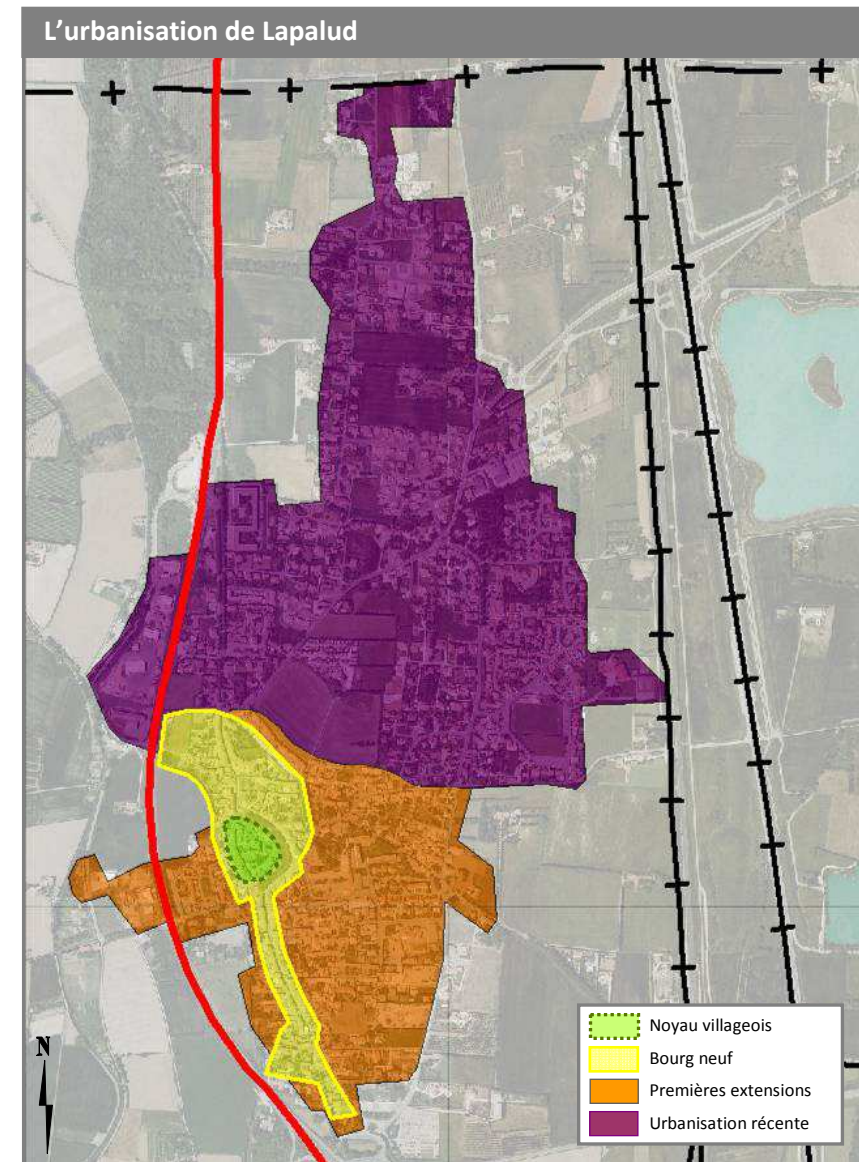 L’urbanisation de Lapalud
N
Noyau villageois
Bourg neuf
Premières extensions
Urbanisation récente